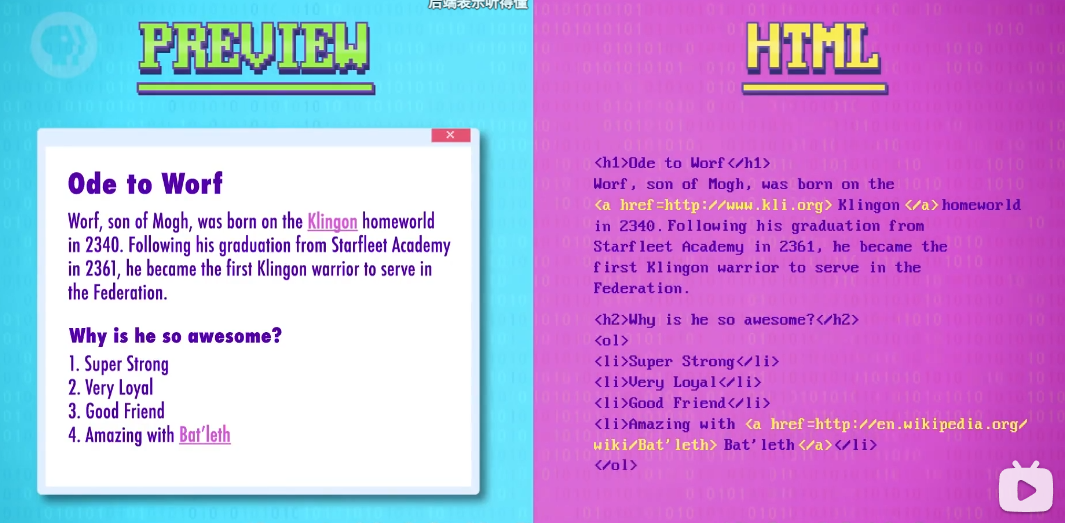 后端表示听得懂
PREVIEW
Ode to Worf
Worf, son of Mogh, was born on the Klingon homeworld
in 2340. Following his graduation from Starfleet Academy
in 2361, he became the first Klingon warrior to serve in
the Federation.
Why is he so awesome?
1. Super Strong
2. Very Loyal
3. Good Friend
4. Amazing with Bat'leth
HTML
<h1>Ode to Worf</h1>
Worf, son of Mogh, was born on the
<a href=http://www.kli.org> Klingon </a>homeworld
in 2340. Following his graduation from
Starfleet Academy in 2361, he became the
first Klingon warrior to serve in the
Federation.
<h2>Why is he so awesome?</h2>
<ol>
<li>Super Strong</li>
<li>Very Loyal</li>
<li>Good Friend</li>
<li>Amazing with <a href=http://en.wikipedia.org/
wiki/Bat'leth> Bat'leth </a></li>
</ol>